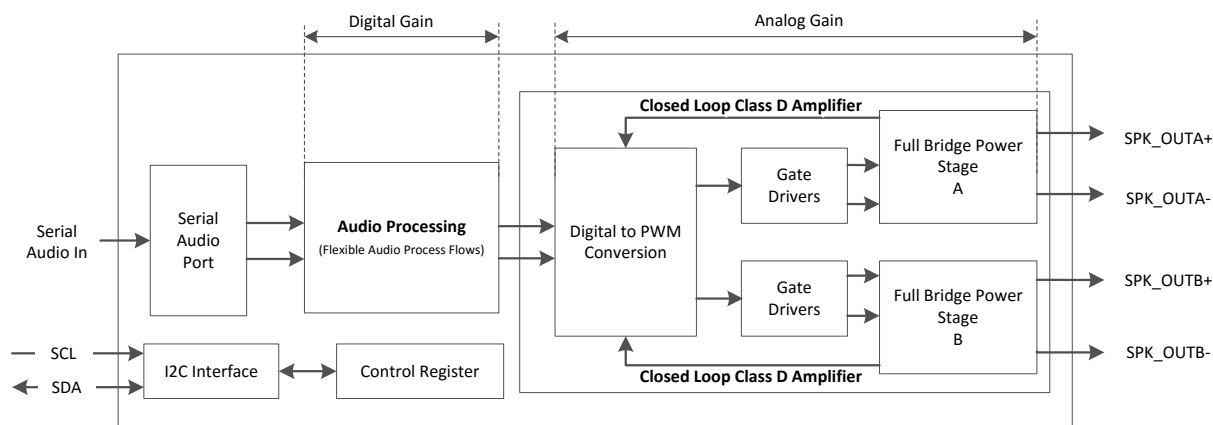 Digital Gain
Analog Gain
Closed Loop Class D Amplifier
Serial
Audio In
Serial
Audio
Port
Audio Processing
(Flexible Audio Process Flows)
Digital to PWM
Conversion
Gate
Drivers
Full Bridge Power
Stage
A
SPK_OUTA+
SPK_OUTA-
Gate
Drivers
Full Bridge Power
Stage
B
SPK_OUTB+
SPK_OUTB-
Closed Loop Class D Amplifier
SCL
SDA
I2C Interface
Control Register